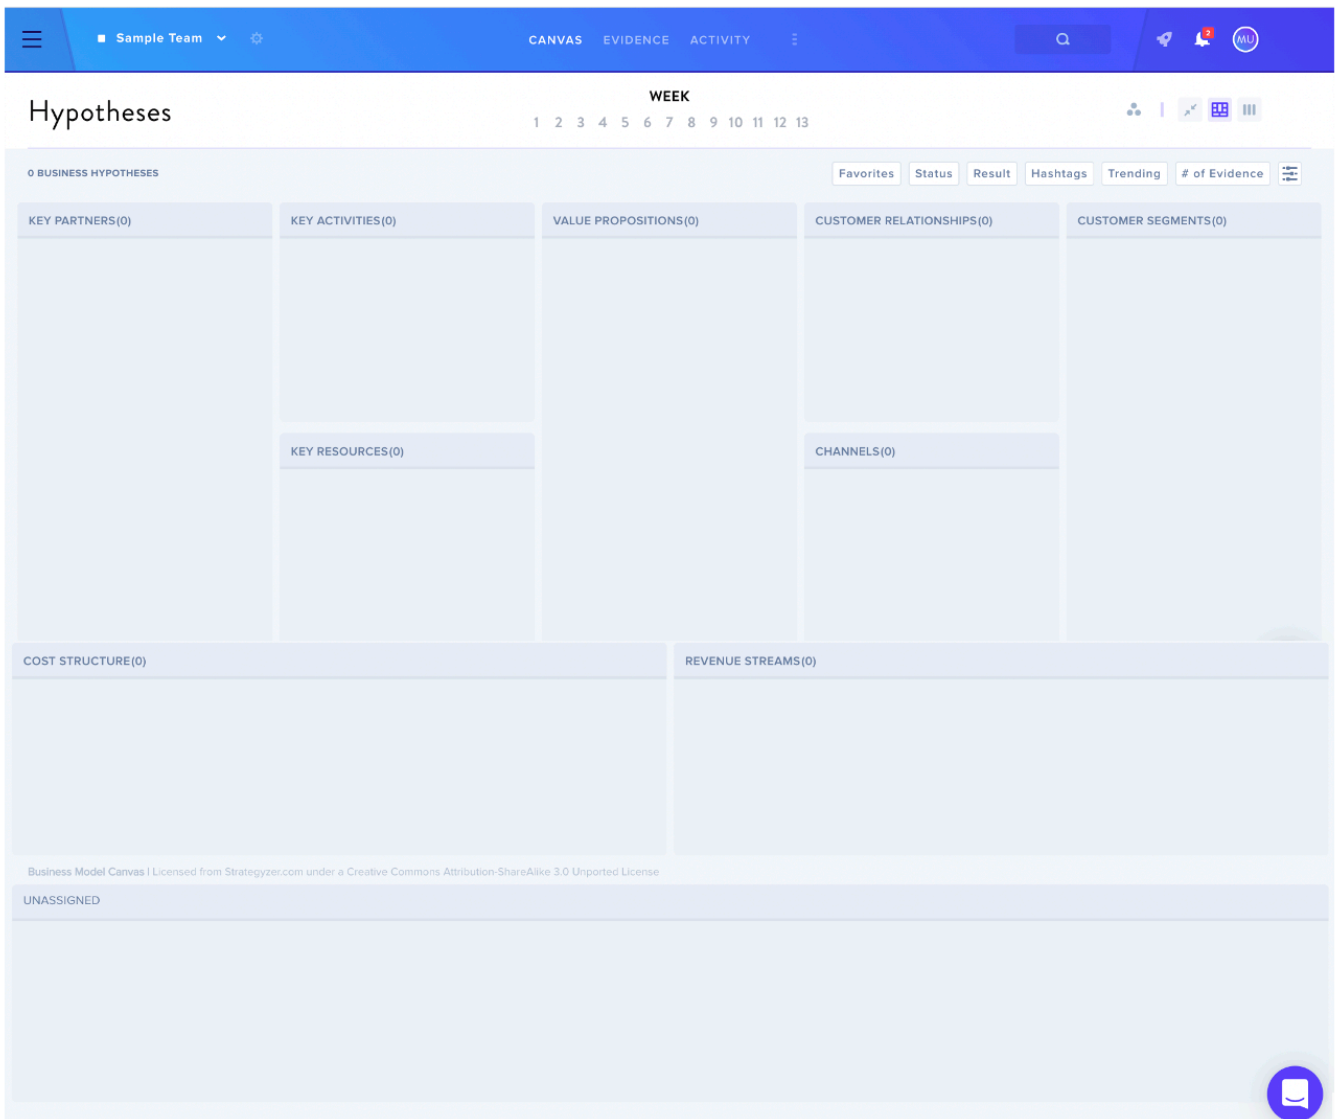 Sample Team
CANVAS EVIDENCE ACTIVITY
2
MU
Hypotheses
WEEK
1 2 3 4 5 6 7 8 9 10 11 12 13
0 BUSINESS HYPOTHESES
Favorites Status Result Hashtags Trending # of Evidence
KEY PARTNERS(0) KEY ACTIVITIES(0) VALUE PROPOSITIONS(0) CUSTOMER RELATIONSHIPS(0) CUSTOMER SEGMENTS(0)
KEY RESOURCES(0) CHANNELS(0)
COST STRUCTURE(0) REVENUE STREAMS(0)
Business Model Canvas | Licensed from Strategyzer.com under a Creative Commons Attribution-ShareAlike 3.0 Unported License
UNASSIGNED